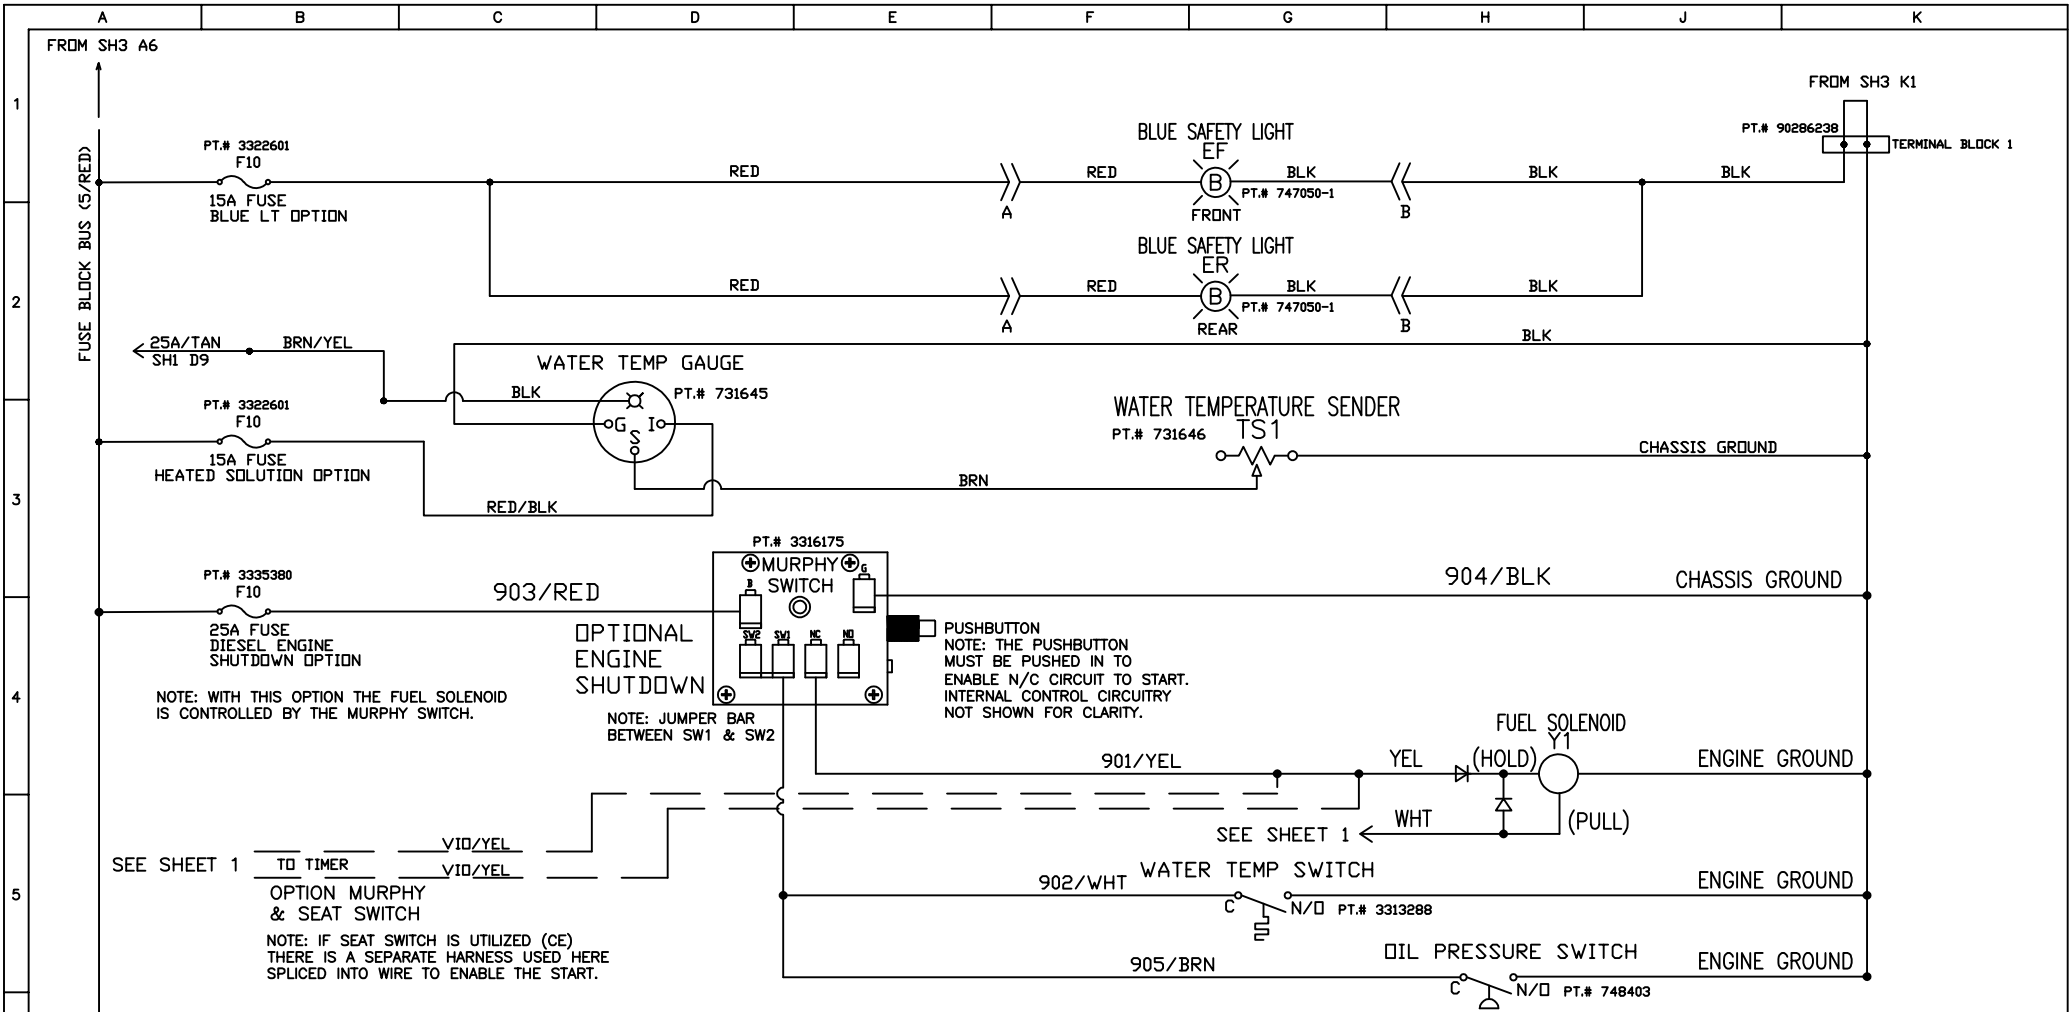 A B C D E F G H J K
FROM SH3 A6
FROM SH3 K1
1
PT.# 90286238
TERMINAL BLOCK 1
FUSE BLOCK BUS (5/RED)
PT.# 3322601
F10
15A FUSE
BLUE LT OPTION
RED
RED
BLUE SAFETY LIGHT
EF
B
PT.# 747050-1
FRONT
BLK
BLK
BLK
A
B
BLUE SAFETY LIGHT
ER
B
PT.# 747050-1
REAR
RED
RED
BLK
BLK
A
B
2
BLK
25A/TAN
SH1 D9
BRN/YEL
WATER TEMP GAUGE
BLK
PT.# 731645
G I
S
PT.# 3322601
F10
15A FUSE
HEATED SOLUTION OPTION
WATER TEMPERATURE SENDER
PT.# 731646
TS1
CHASSIS GROUND
BRN
3
RED/BLK
PT.# 3316175
MURPHY
SWITCH
B
G
SW2 SW1 NC NO
PT.# 3335380
F10
903/RED
904/BLK
CHASSIS GROUND
25A FUSE
DIESEL ENGINE
SHUTDOWN OPTION
OPTIONAL
ENGINE
SHUTDOWN
PUSHBUTTON
NOTE: THE PUSHBUTTON
MUST BE PUSHED IN TO
ENABLE N/C CIRCUIT TO START.
INTERNAL CONTROL CIRCUITRY
NOT SHOWN FOR CLARITY.
4
NOTE: WITH THIS OPTION THE FUEL SOLENOID
IS CONTROLLED BY THE MURPHY SWITCH.
NOTE: JUMPER BAR
BETWEEN SW1 & SW2
FUEL SOLENOID
Y1
901/YEL
YEL
(HOLD)
ENGINE GROUND
WHT
(PULL)
SEE SHEET 1
SEE SHEET 1
VIO/YEL
TO TIMER
VIO/YEL
OPTION MURPHY
& SEAT SWITCH
NOTE: IF SEAT SWITCH IS UTILIZED (CE)
THERE IS A SEPARATE HARNESS USED HERE
SPLICED INTO WIRE TO ENABLE THE START.
5
902/WHT
WATER TEMP SWITCH
C
N/O PT.# 3313288
ENGINE GROUND
905/BRN
OIL PRESSURE SWITCH
C
N/O PT.# 748403
ENGINE GROUND